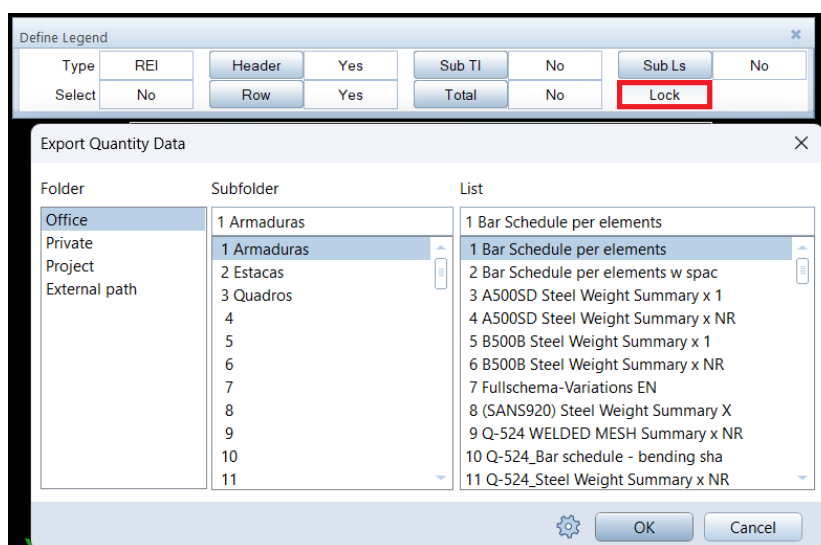 Define Legend
Type REI Header Yes Sub TI No Sub Ls No
Select No Row Yes Total No Lock
Export Quantity Data
Folder Subfolder List
Office 1 Armaduras 1 Bar Schedule per elements
Private 1 Armaduras 1 Bar Schedule per elements
Project 2 Estacas 2 Bar Schedule per elements w spac
External path 3 Quadros 3 A500SD Steel Weight Summary x 1
4 4 A500SD Steel Weight Summary x NR
5 5 B500B Steel Weight Summary x 1
6 6 B500B Steel Weight Summary x NR
7 7 Fullschema-Variations EN
8 8 (SANS920) Steel Weight Summary X
9 9 Q-524 WELDED MESH Summary x NR
10 10 Q-524_Bar schedule - bending sha
11 11 Q-524_Steel Weight Summary x NR
OK Cancel